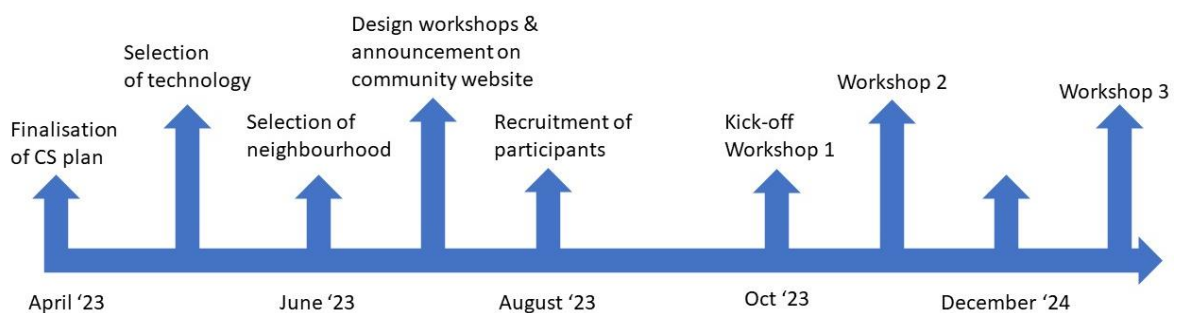 Finalisation
of CS plan
Selection
of technology
Selection of
neighbourhood
Design workshops &
announcement on
community website
Recruitment of
participants
Kick-off
Workshop 1
Workshop 2
Workshop 3
April ‘23
June ‘23
August ‘23
Oct ‘23
December ‘24